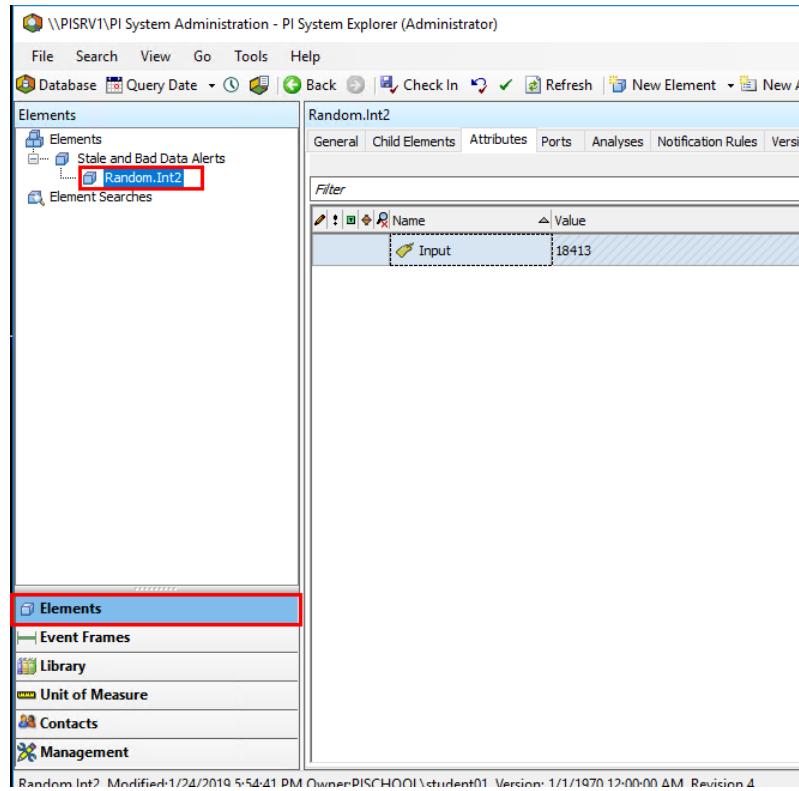 \\PISRV1\PI System Administration - PI System Explorer (Administrator)
File Search View Go Tools Help
Database Query Date Back Check In Refresh New Element New A
Elements
Elements
Stale and Bad Data Alerts
Random.Int2
Element Searches
Random.Int2
General Child Elements Attributes Ports Analyses Notification Rules Versi
Filter
Name Value
Input 18413
Elements
Event Frames
Library
Unit of Measure
Contacts
Management
Random.Int2 Modified:1/24/2019 5:54:41 PM Owner:PISCHOOL\student01 Version: 1/1/1970 12:00:00 AM, Revision 4